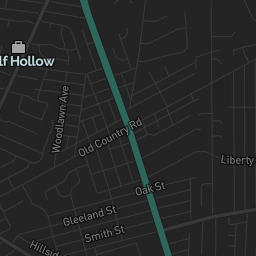 lf Hollow
Woodlawn Ave
Old Country Rd
Liberty
Oak St
Gleeland St
Smith St
Hillsid